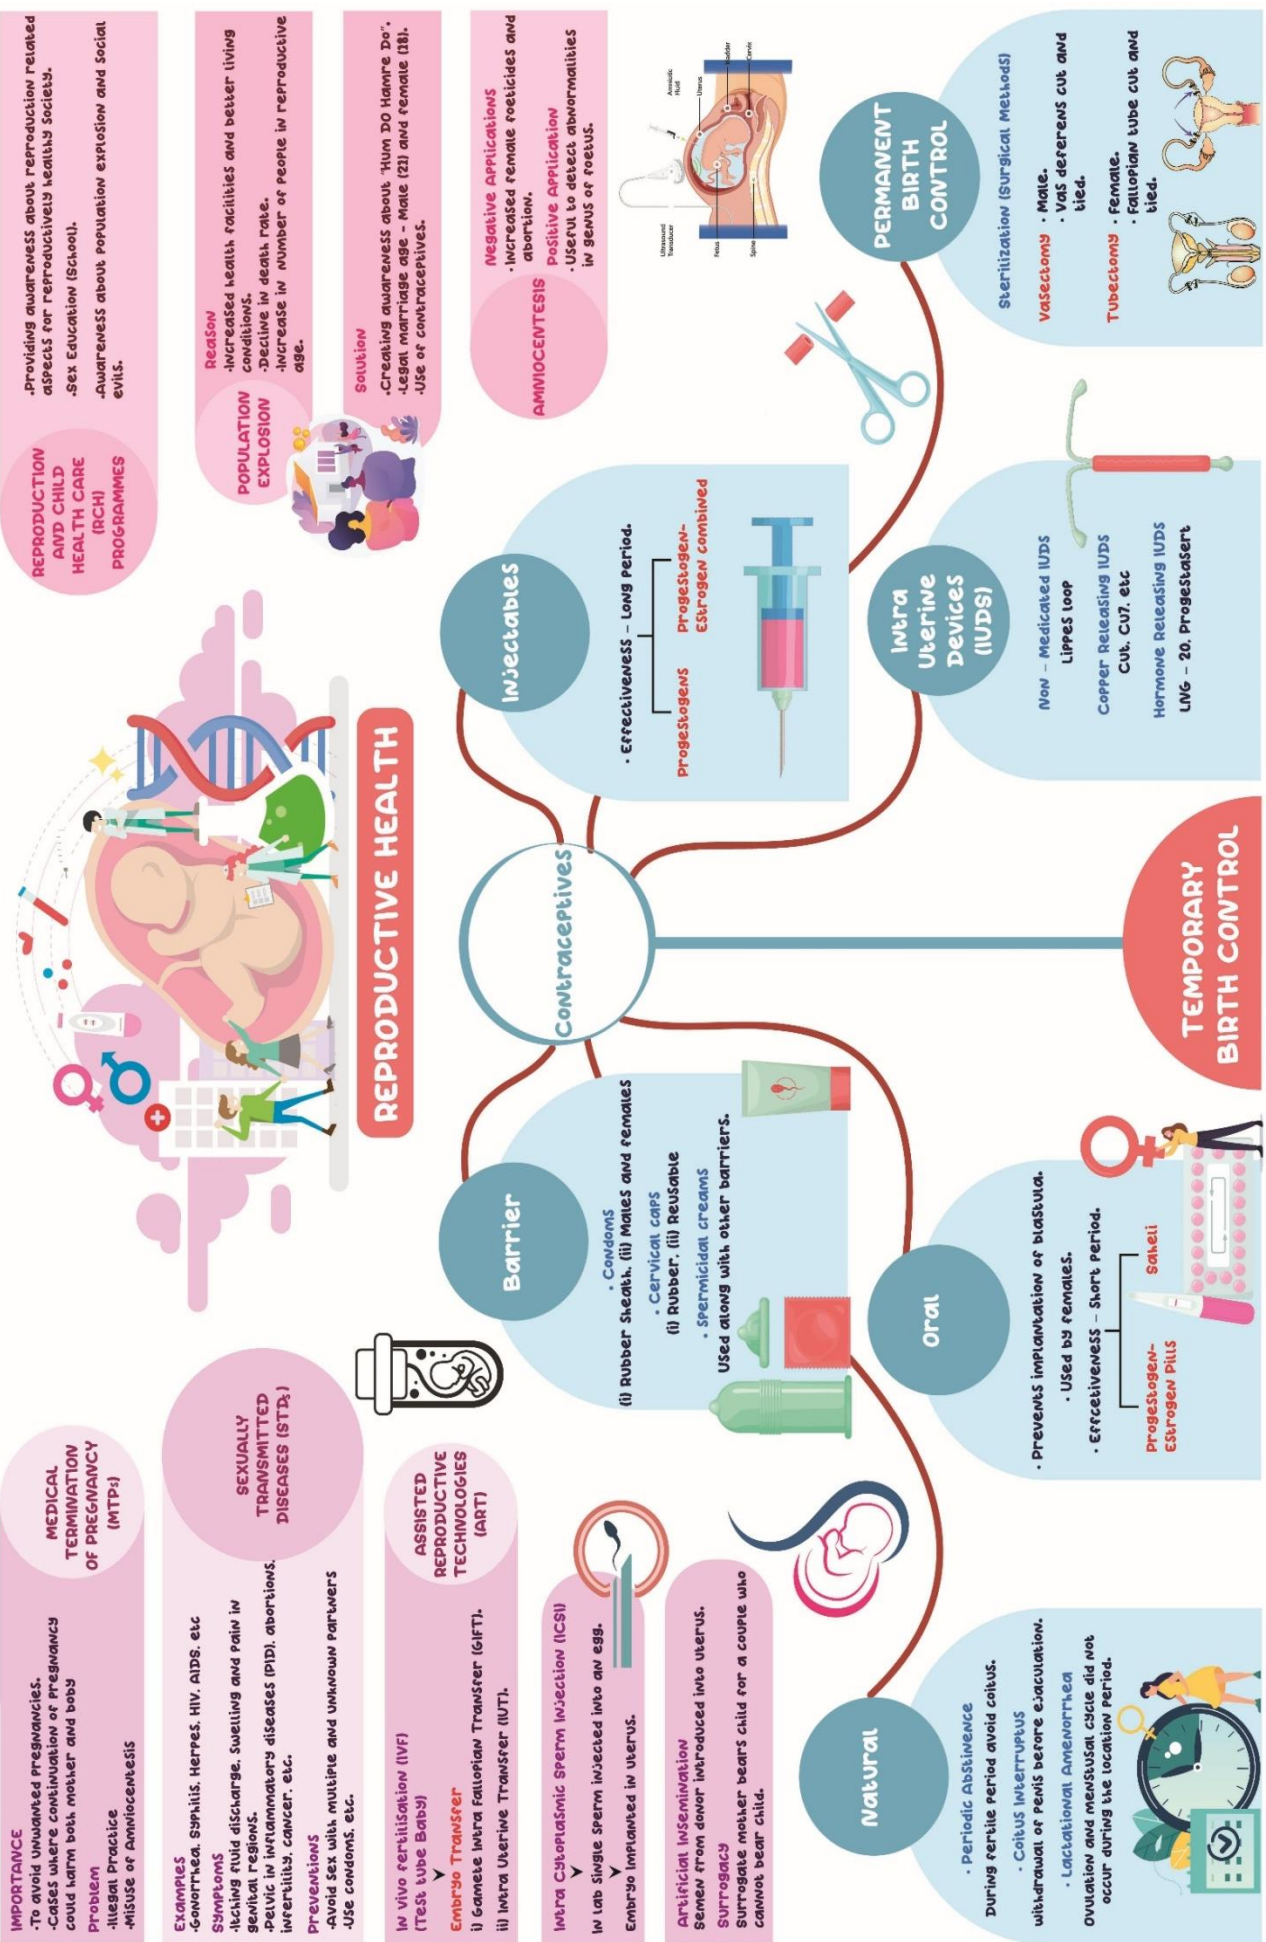 IMPORTANCE
·To avoid unwanted pregnancies.
·Cases where continuation of pregnancy
could harm both mother and boby
Problem
·Illegal Practice
·Misuse of Amniocentesis
MEDICAL
TERMINATION
OF PREGNANCY
(MTPs)
Examples
·Gonorrhea, Syphilis, Herpes, HIV, AIDS, etc
Symptoms
·Itching fluid discharge, Swelling and pain in
genital regions.
·Pelvic in inflammatory diseases (PID), abortions,
infertility, cancer, etc.
Preventions
·Avoid sex with multiple and unknown partners
·Use condoms, etc.
SEXUALLY
TRANSMITTED
DISEASES (STDs)
In vivo fertilisation (IVF)
(Test tube Baby)
Embryo Transfer
i) Gamete Intra Fallopian Transfer (GIFT).
ii) Intra Uterine Transfer (IUT).
ASSISTED
REPRODUCTIVE
TECHNOLOGIES
(ART)
Intra Cytoplasmic Sperm Injection (ICSI)
In Lab Single sperm injected into an egg.
Embryo Implanted in uterus.
Artificial Insemination
Semen from donor introduced into uterus.
Surrogacy
Surrogate mother bears child for a couple who
cannot bear child.
REPRODUCTIVE HEALTH
REPRODUCTION
AND CHILD
HEALTH CARE
(RCH)
PROGRAMMES
·Providing awareness about reproduction related
aspects for reproductively healthy society.
·Sex Education (School).
·Awareness about population explosion and social
evils.
POPULATION
EXPLOSION
Reason
·Increased health facilities and better living
conditions.
·Decline in death rate.
·Increase in number of people in reproductive
age.
Solution
·Creating awareness about "Hum DO Hamre Do".
·Legal marriage age - Male (21) and female (18).
·Use of contraceptives.
AMNIOCENTESIS
Negative Applications
· Increased female foeticides and
abortion.
Positive Application
· Useful to detect abnormalities
in genus of foetus.
Ultrasound
Transducer
Amniotic
Fluid
Uterus
Bladder
Cervix
Fetus
Spine
Contraceptives
Natural
· Periodic Abstinence
During fertile period avoid coitus.
· Coitus Interruptus
withdrawal of penis before ejaculation.
· Lactational Amenorrhea
Ovulation and menstusal cycle did not
occur during the location period.
Barrier
· Condoms
(i) Rubber Sheath, (ii) Males and females
· Cervical caps
(i) Rubber, (ii) Reusable
· Spermicidal creams
Used along with other barriers.
Oral
· Prevents implantation of blastula.
· Used by females.
· Effcetiveness – Short Period.
Progestogen-
Estrogen Pills
Saheli
TEMPORARY
BIRTH CONTROL
Injectables
· Effectiveness – Long Period.
Progestogens
Progestogen-
Estrogen combined
Intra
Uterine
Devices
(IUDS)
Non – Medicated IUDS
Lippes loop
Copper Releasing IUDS
CuT, Cu7, etc
Hormone Releasing IUDS
LNG – 20, Progestasert
PERMANENT
BIRTH
CONTROL
Sterilization (Surgical Methods)
Vasectomy
· Male.
· Vas deferens cut and
tied.
Tubectomy
· Female.
· Fallopian tube cut and
tied.